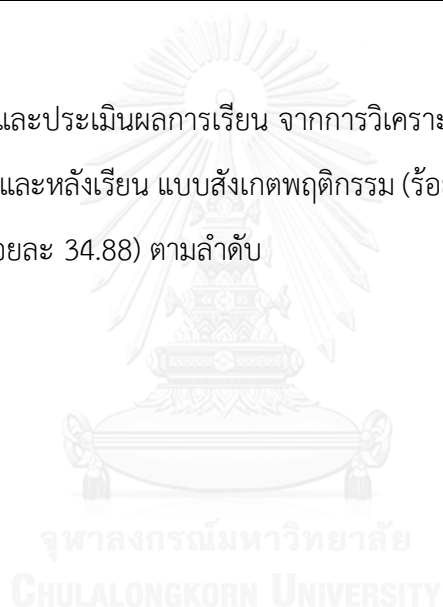 และประเมินผลการเรียน จากการวิเคราะ
และหลังเรียน แบบสังเกตพฤติกรรม (ร้อย
อยละ 34.88) ตามลำดับ
จุฬาลงกรณ์มหาวิทยาลัย
CHULALONGKORN UNIVERSITY